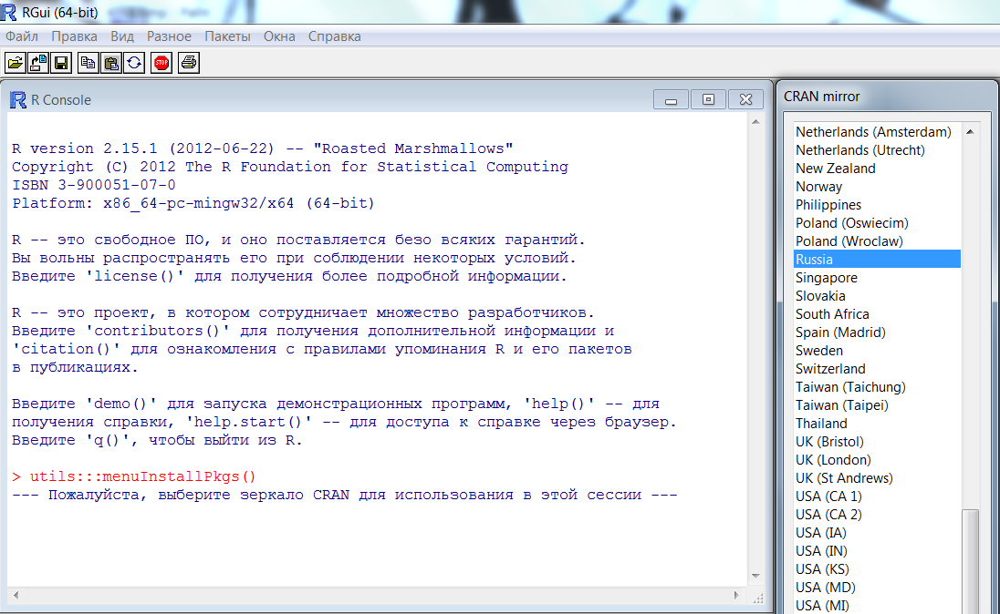 RGui (64-bit)
Файл Правка Вид Разное Пакеты Окна Справка
STOP
R Console
R version 2.15.1 (2012-06-22) -- "Roasted Marshmallows"
Copyright (C) 2012 The R Foundation for Statistical Computing
ISBN 3-900051-07-0
Platform: x86_64-pc-mingw32/x64 (64-bit)
R -- это свободное ПО, и оно поставляется безо всяких гарантий.
Вы вольны распространять его при соблюдении некоторых условий.
Введите 'license()' для получения более подробной информации.
R -- это проект, в котором сотрудничает множество разработчиков.
Введите 'contributors()' для получения дополнительной информации и
'citation()' для ознакомления с правилами упоминания R и его пакетов
в публикациях.
Введите 'demo()' для запуска демонстрационных программ, 'help()' -- для
получения справки, 'help.start()' -- для доступа к справке через браузер.
Введите 'q()', чтобы выйти из R.
> utils:::menuInstallPkgs()
--- Пожалуйста, выберите зеркало CRAN для использования в этой сессии ---
CRAN mirror
Netherlands (Amsterdam)
Netherlands (Utrecht)
New Zealand
Norway
Philippines
Poland (Oswiecim)
Poland (Wroclaw)
Russia
Singapore
Slovakia
South Africa
Spain (Madrid)
Sweden
Switzerland
Taiwan (Taichung)
Taiwan (Taipei)
Thailand
UK (Bristol)
UK (London)
UK (St Andrews)
USA (CA 1)
USA (CA 2)
USA (IA)
USA (IN)
USA (KS)
USA (MD)
USA (MI)